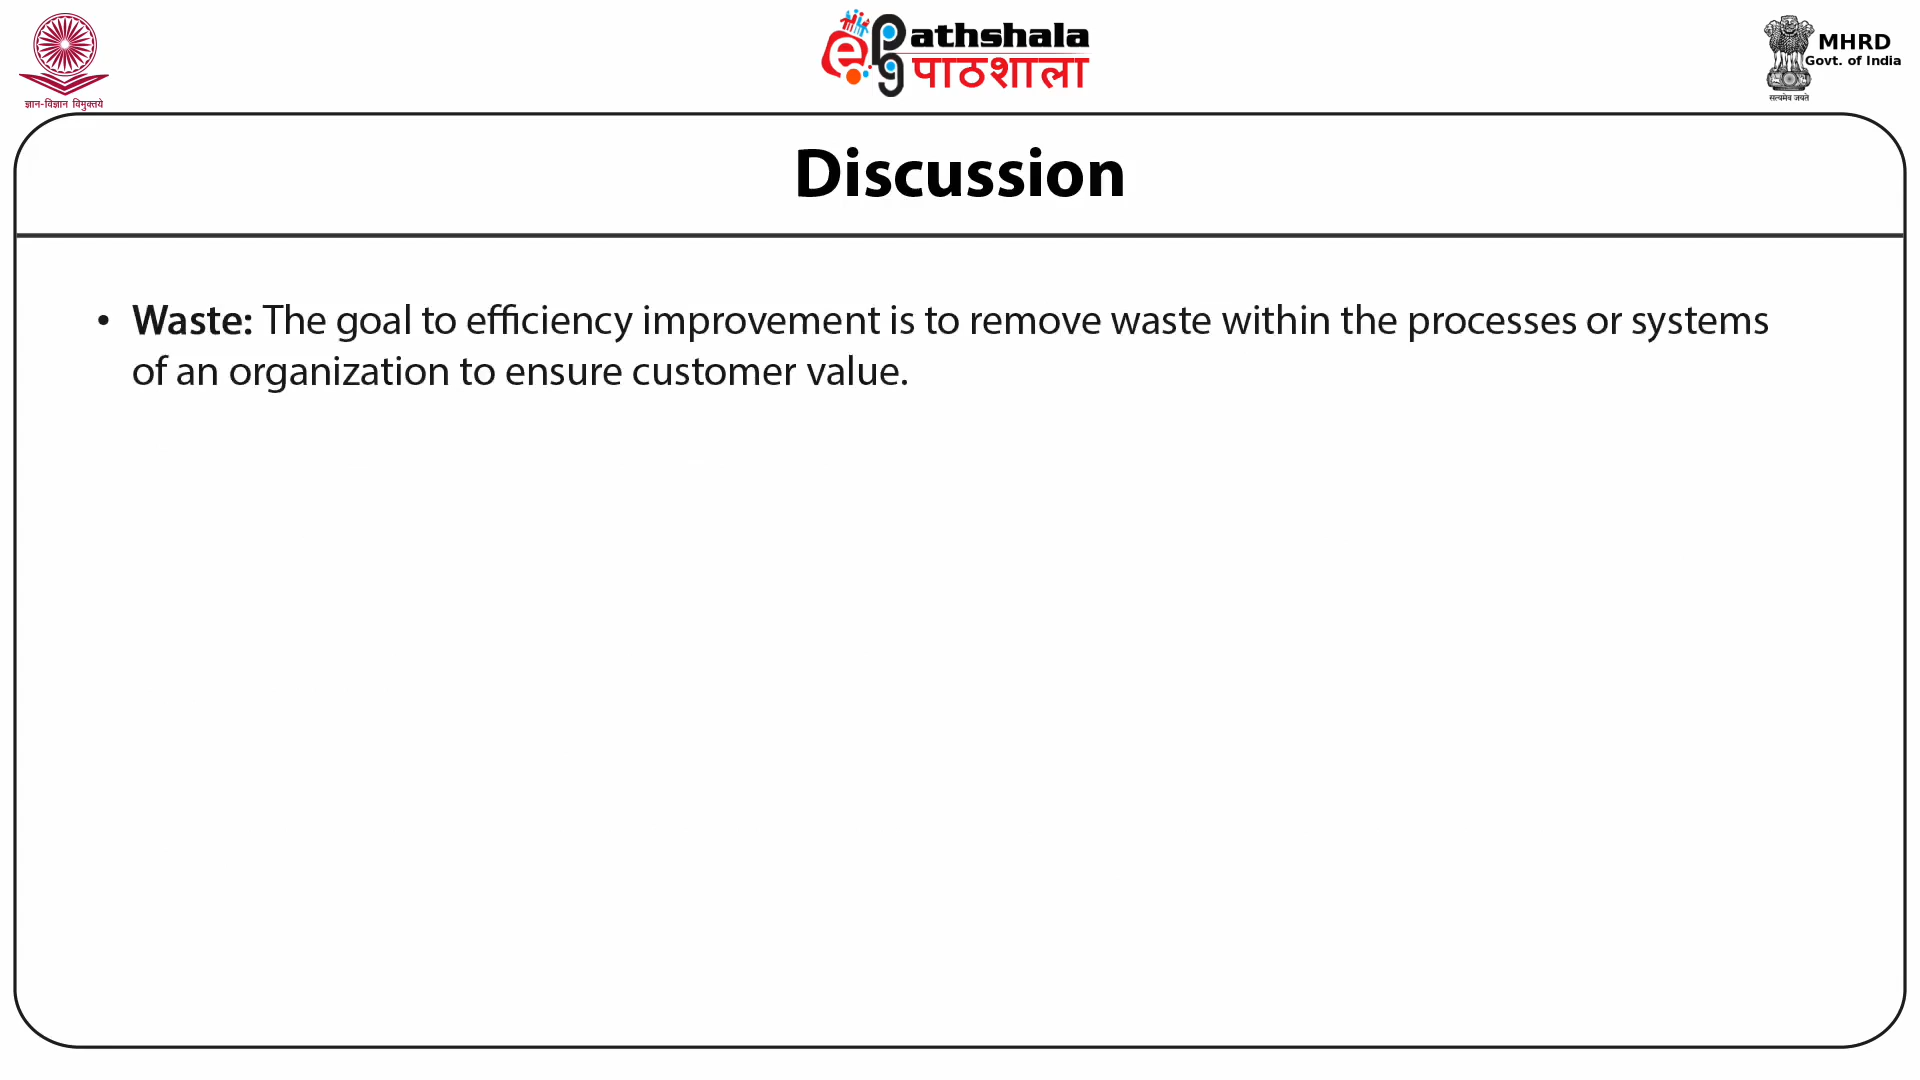 ज्ञान-विज्ञान विमुक्तये
e pg athshala
पाठशाला
MHRD
Govt. of India
सत्यमेव जयते
Discussion
• Waste: The goal to efficiency improvement is to remove waste within the processes or systems
of an organization to ensure customer value.